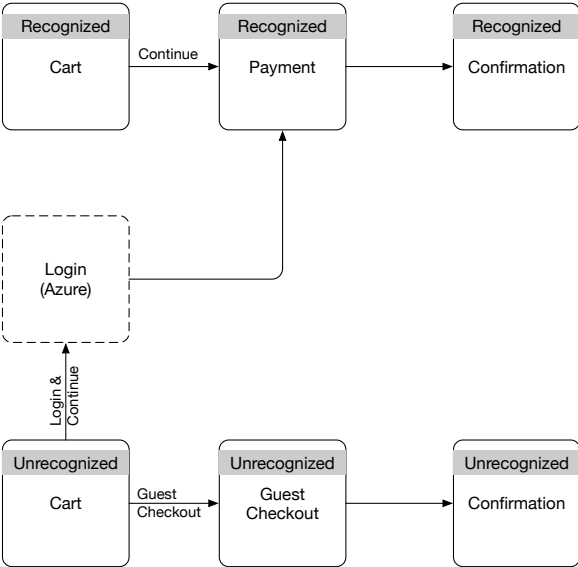 Recognized
Cart
Continue
Recognized
Payment
Recognized
Confirmation
Login
(Azure)
Login &
Continue
Unrecognized
Cart
Guest
Checkout
Unrecognized
Guest
Checkout
Unrecognized
Confirmation